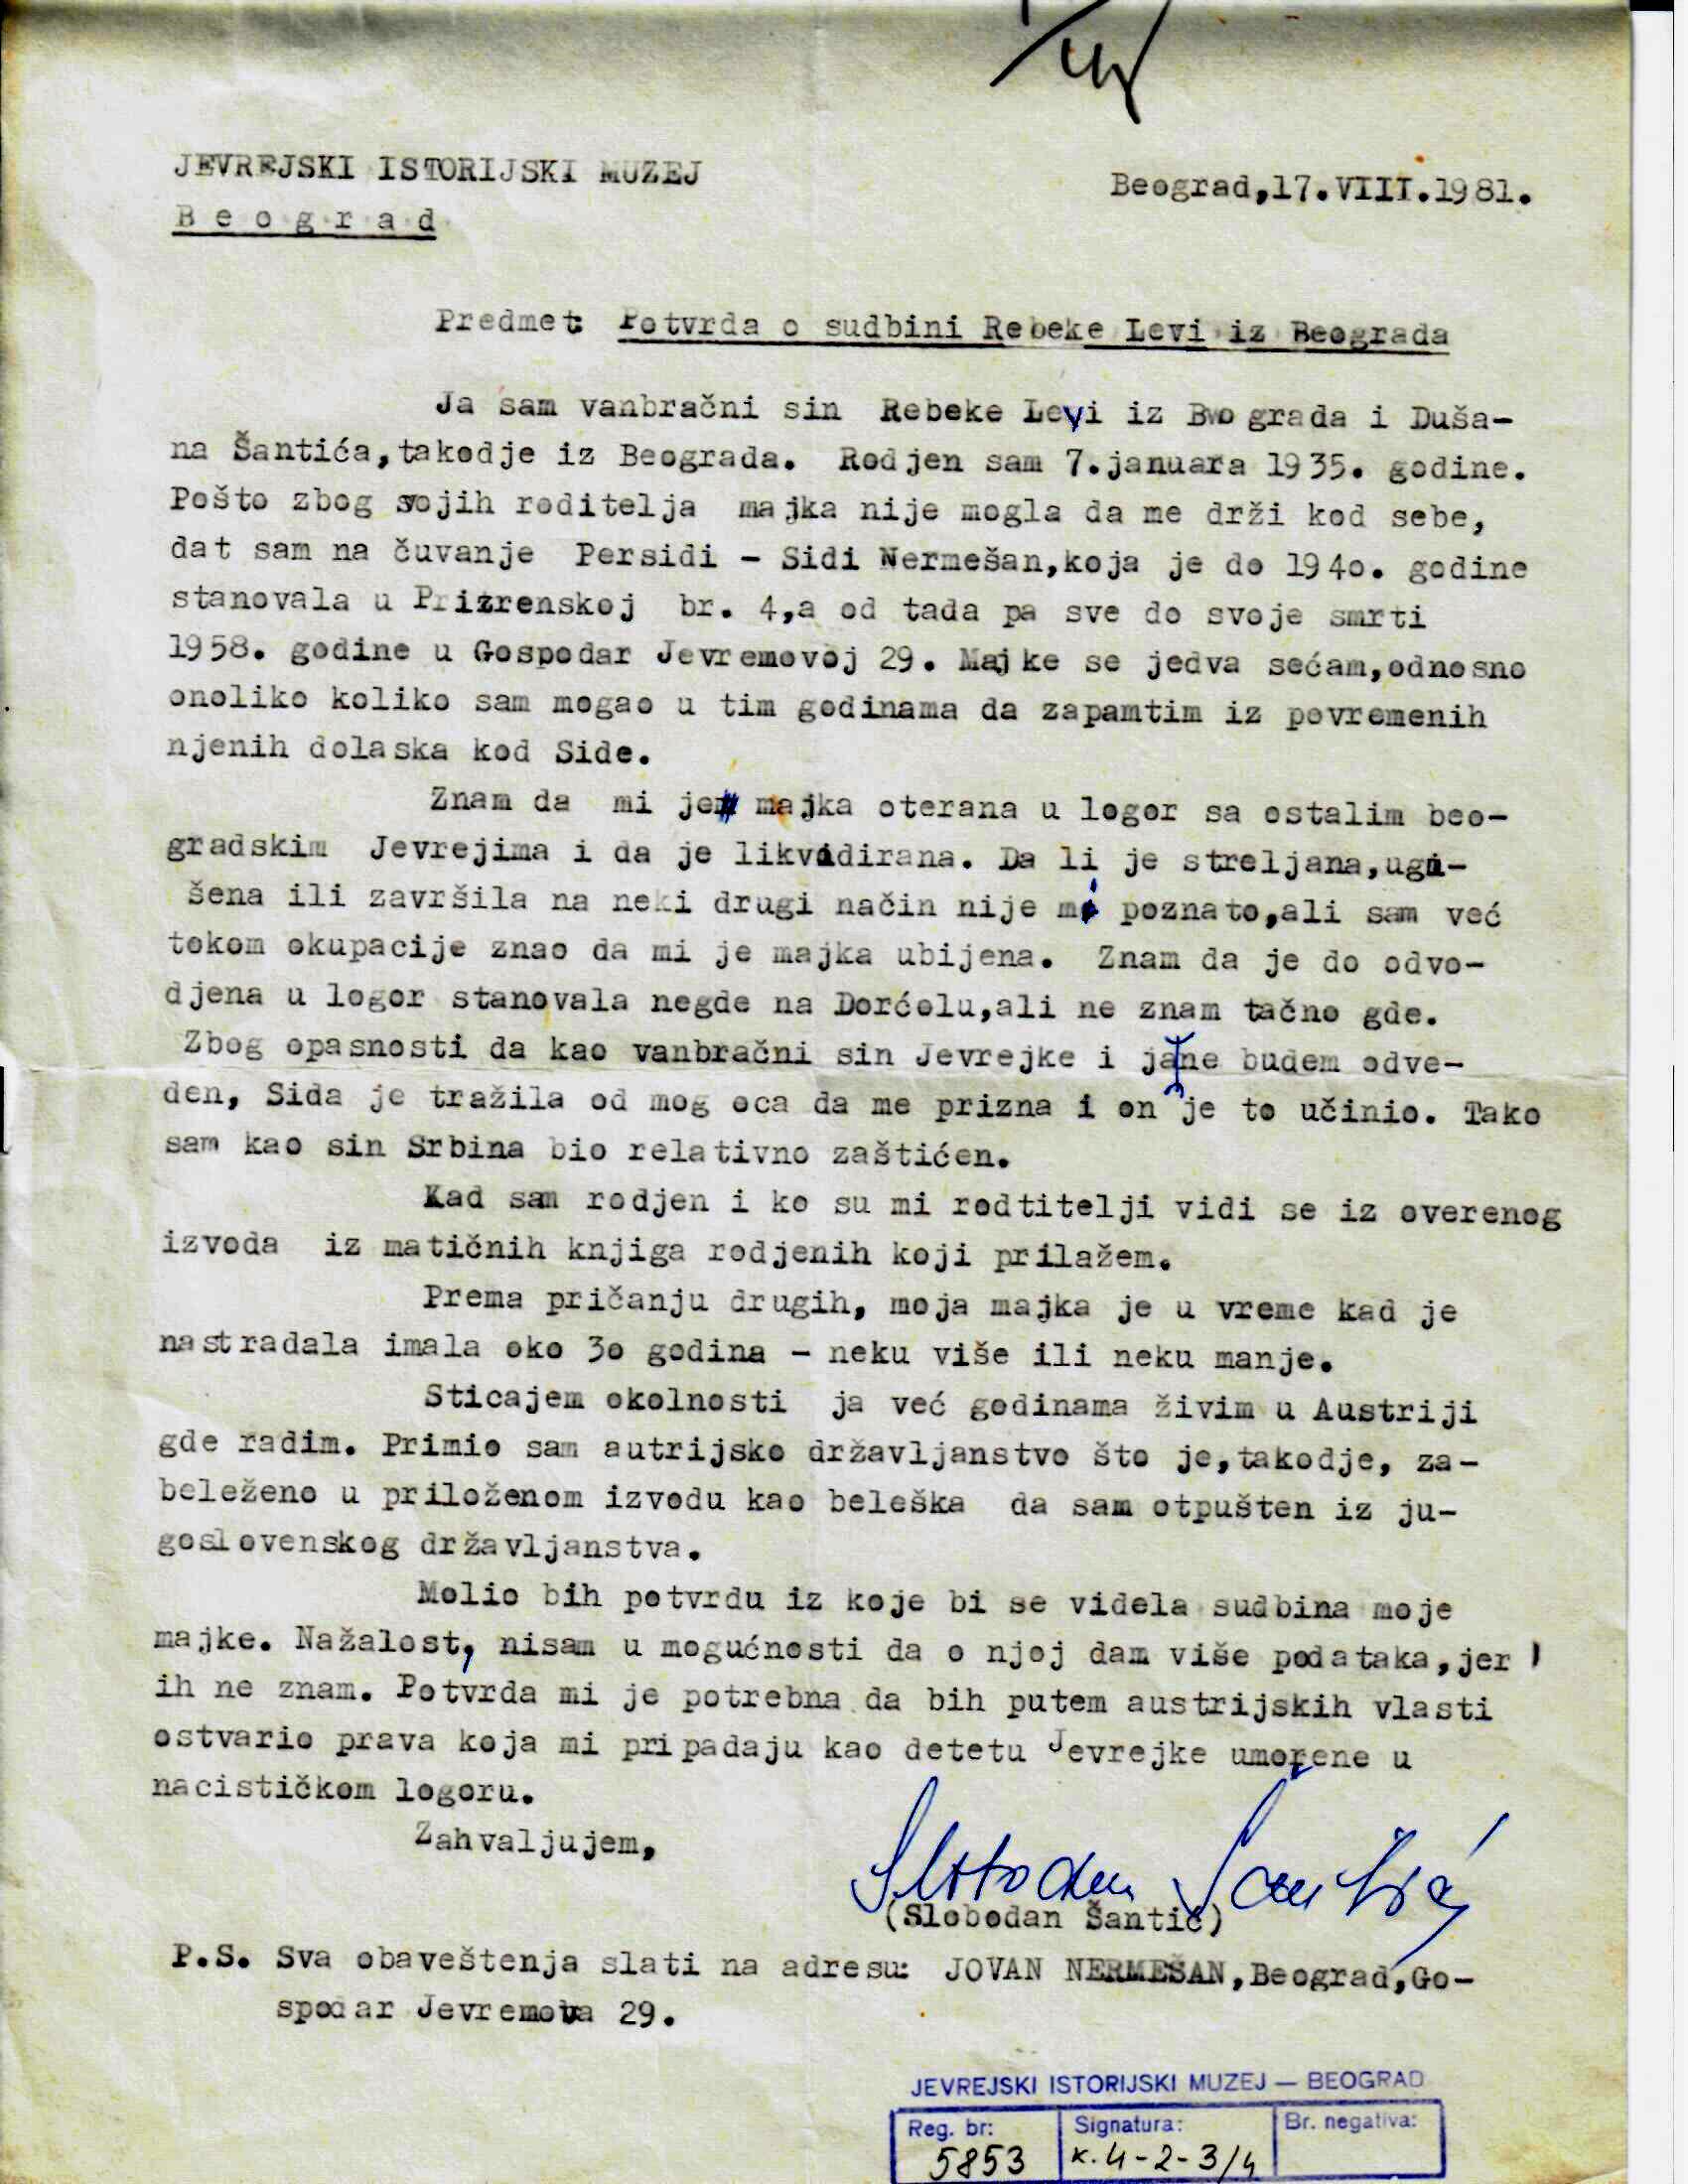 JEVREJSKI ISTORIJSKI MUZEJ
Beograd,17.VIII.1981.
B e o g r a d
Predmet: Potvrda o sudbini Rebeke Levi iz Beograda
Ja sam vanbračni sin Rebeke Levi iz Beograda i Duša-
na Šantića,takodje iz Beograda. Rodjen sam 7.januara 1935. godine.
Pošto zbog svojih roditelja majka nije mogla da me drži kod sebe,
dat sam na čuvanje Persidi - Sidi Nermešan,koja je do 194o. godine
stanovala u Prizrenskoj br. 4,a od tada pa sve do svoje smrti
1958. godine u Gospodar Jevremovoj 29. Majke se jedva sećam,odnosno
onoliko koliko sam mogao u tim godinama da zapamtim iz povremenih
njenih dolaska kod Side.
Znam da mi je majka oterana u logor sa ostalim beo-
gradskim Jevrejima i da je likvidirana. Da li je streljana,ugu-
šena ili završila na neki drugi način nije mi poznato,ali sam već
tokom okupacije znao da mi je majka ubijena. Znam da je do odvo-
djena u logor stanovala negde na Dorćolu,ali ne znam tačno gde.
Zbog opasnosti da kao vanbračni sin Jevrejke i ja ne budem odve-
den, Sida je tražila od mog oca da me prizna i on je to učinio. Tako
sam kao sin Srbina bio relativno zaštićen.
Kad sam rodjen i ko su mi rodtitelji vidi se iz overenog
izvoda iz matičnih knjiga rodjenih koji prilažem.
Prema pričanju drugih, moja majka je u vreme kad je
nastradala imala oko 3o godina - neku više ili neku manje.
Sticajem okolnosti ja već godinama živim u Austriji
gde radim. Primio sam autrijsko državljanstvo što je,takodje, za-
beleženo u priloženom izvodu kao beleška da sam otpušten iz ju-
goslovenskog državljanstva.
Molio bih potvrdu iz koje bi se videla sudbina moje
majke. Nažalost, nisam u mogućnosti da o njoj dam više podataka,jer
ih ne znam. Potvrda mi je potrebna da bih putem austrijskih vlasti
ostvario prava koja mi pripadaju kao detetu Jevrejke umorene u
nacističkom logoru.
Zahvaljujem,
Slobodan Šantić
(Slobodan Šantić)
P.S. Sva obaveštenja slati na adresu: JOVAN NERMEŠAN,Beograd,Go-
spodar Jevremova 29.
JEVREJSKI ISTORIJSKI MUZEJ — BEOGRAD
Reg. br: Signatura: Br. negativa:
5853 K. 4-2-3/4